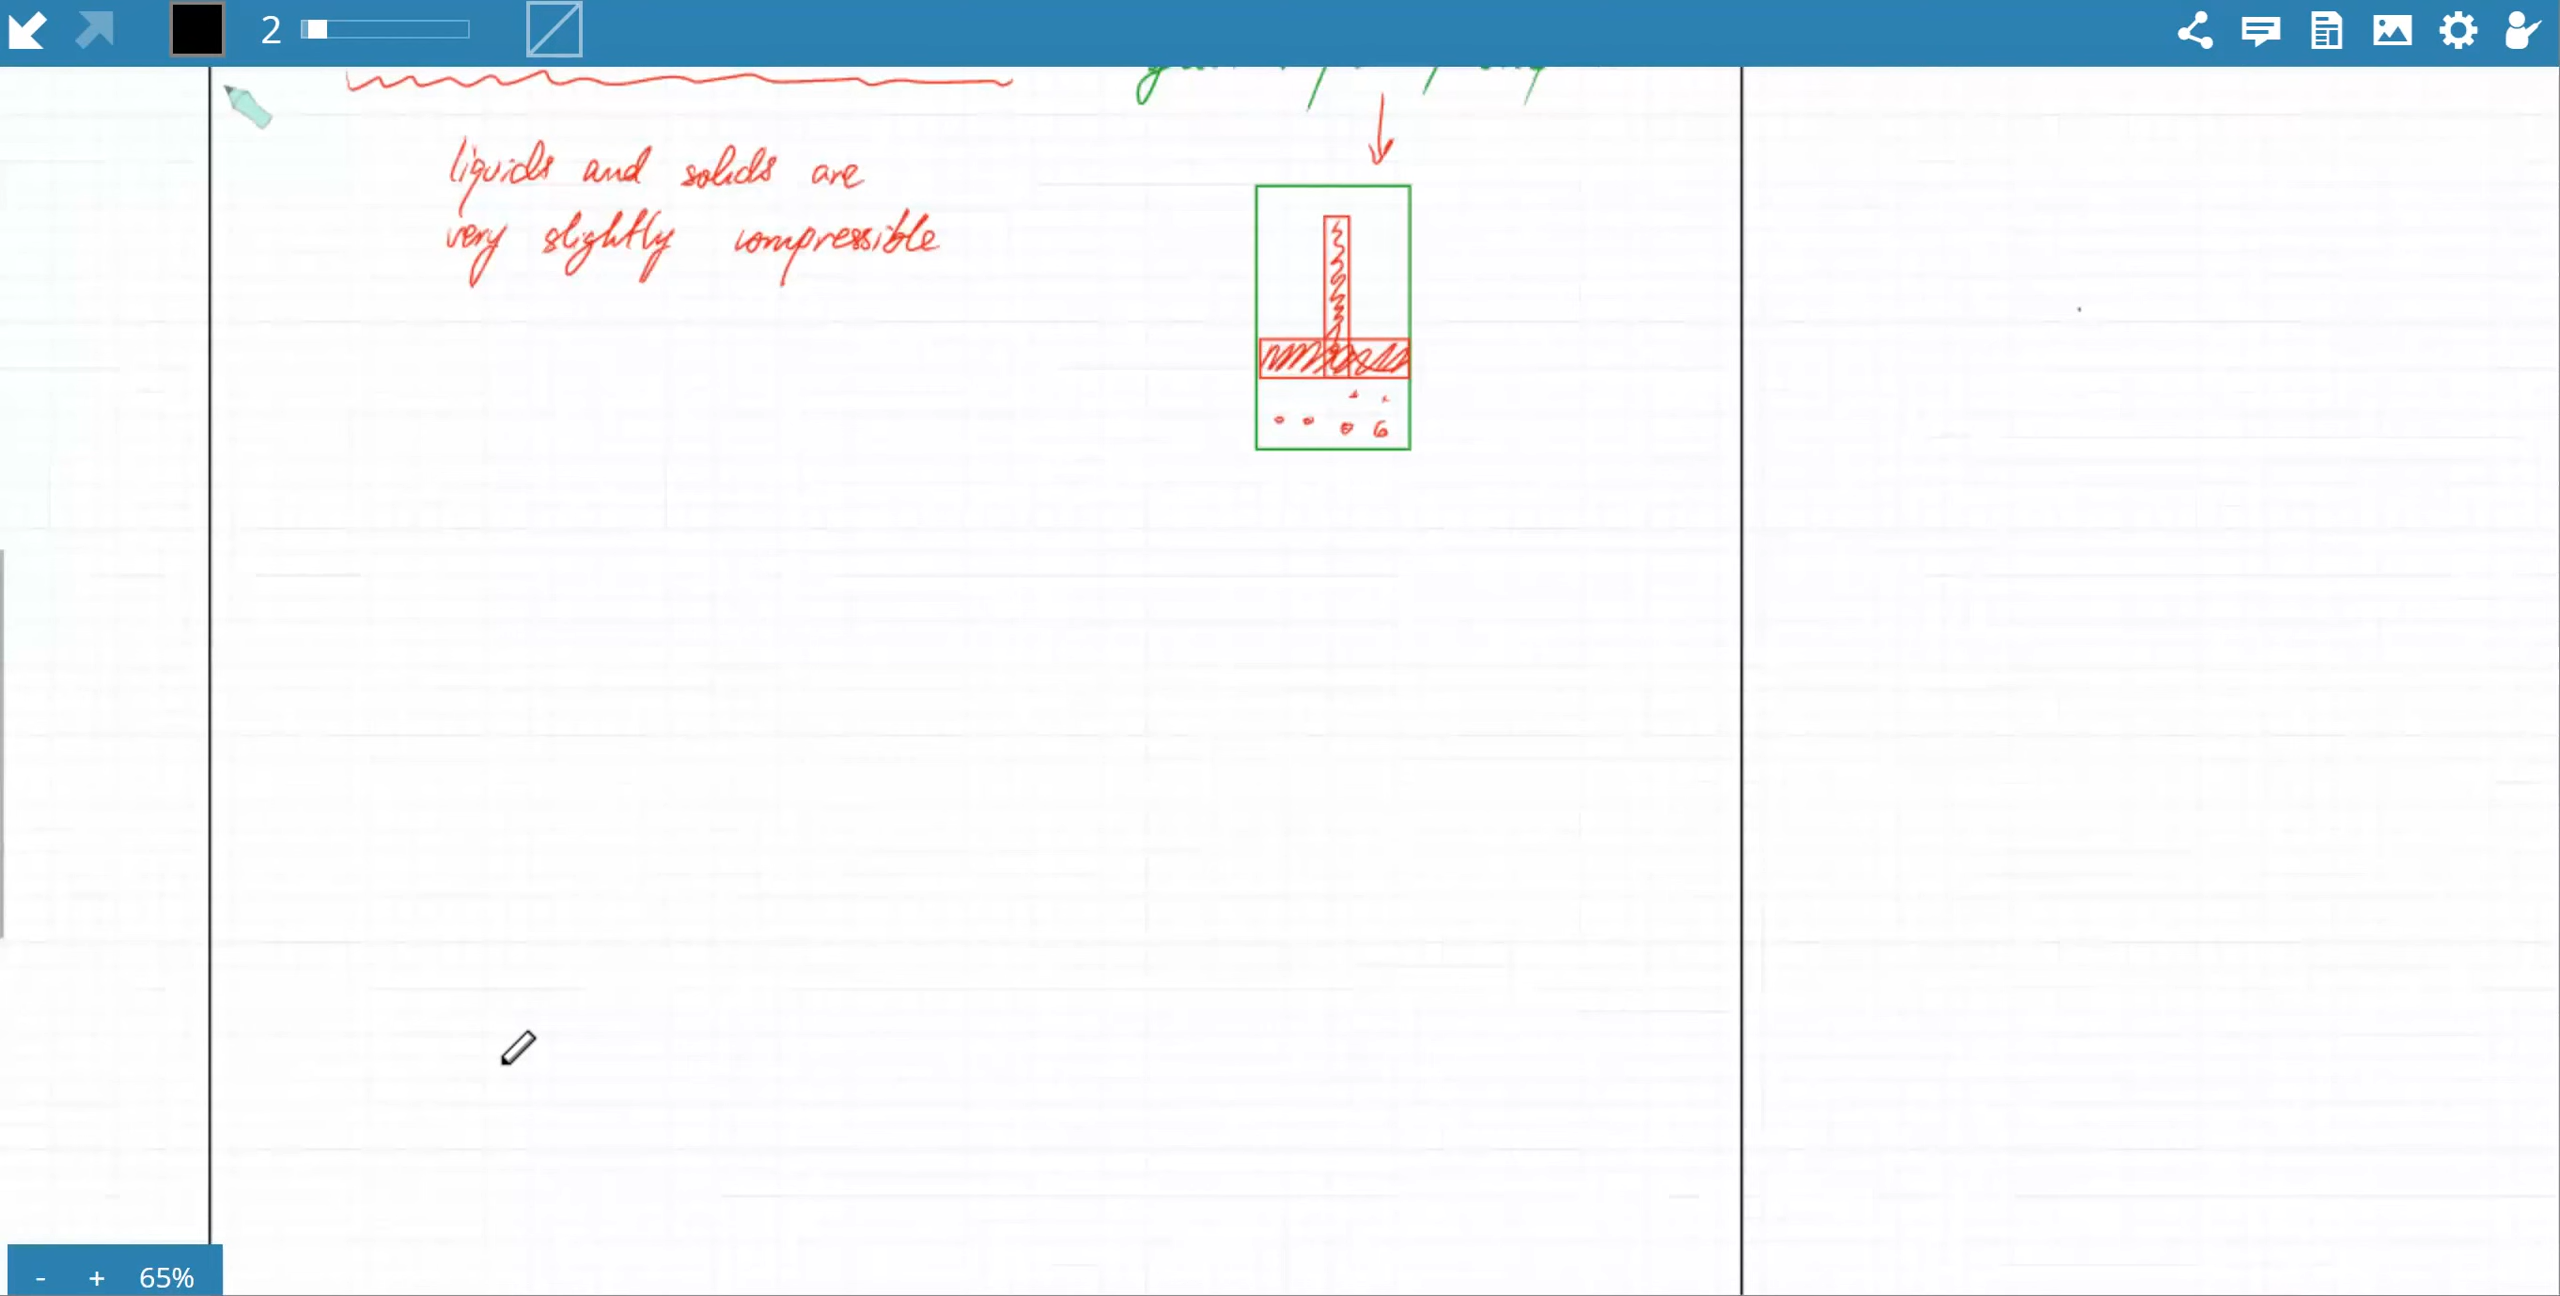 2
liquids and solids are
very slightly compressible
- + 65%